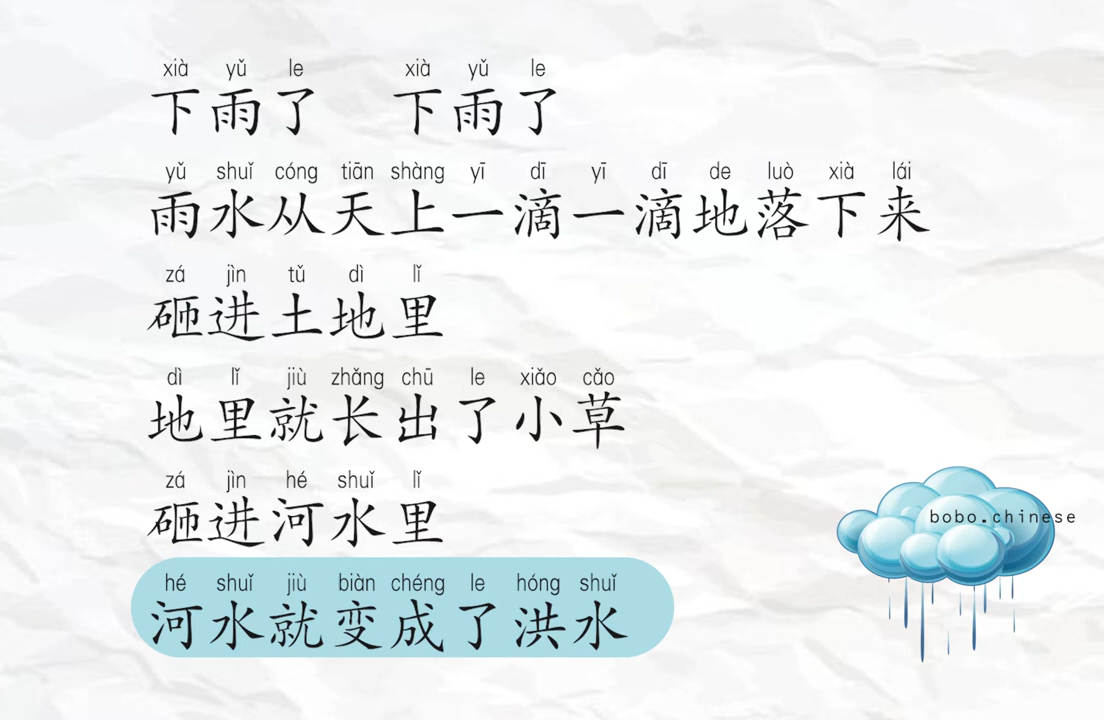 xià yǔ le xià yǔ le
下雨了 下雨了
yǔ shuǐ cóng tiān shàng yī dī yī dī de luò xià lái
雨水从天上一滴一滴地落下来
zá jìn tǔ dì lǐ
砸进土地里
dì lǐ jiù zhǎng chū le xiǎo cǎo
地里就长出了小草
zá jìn hé shuǐ lǐ
砸进河水里
bobo.chinese
hé shuǐ jiù biàn chéng le hóng shuǐ
河水就变成了洪水